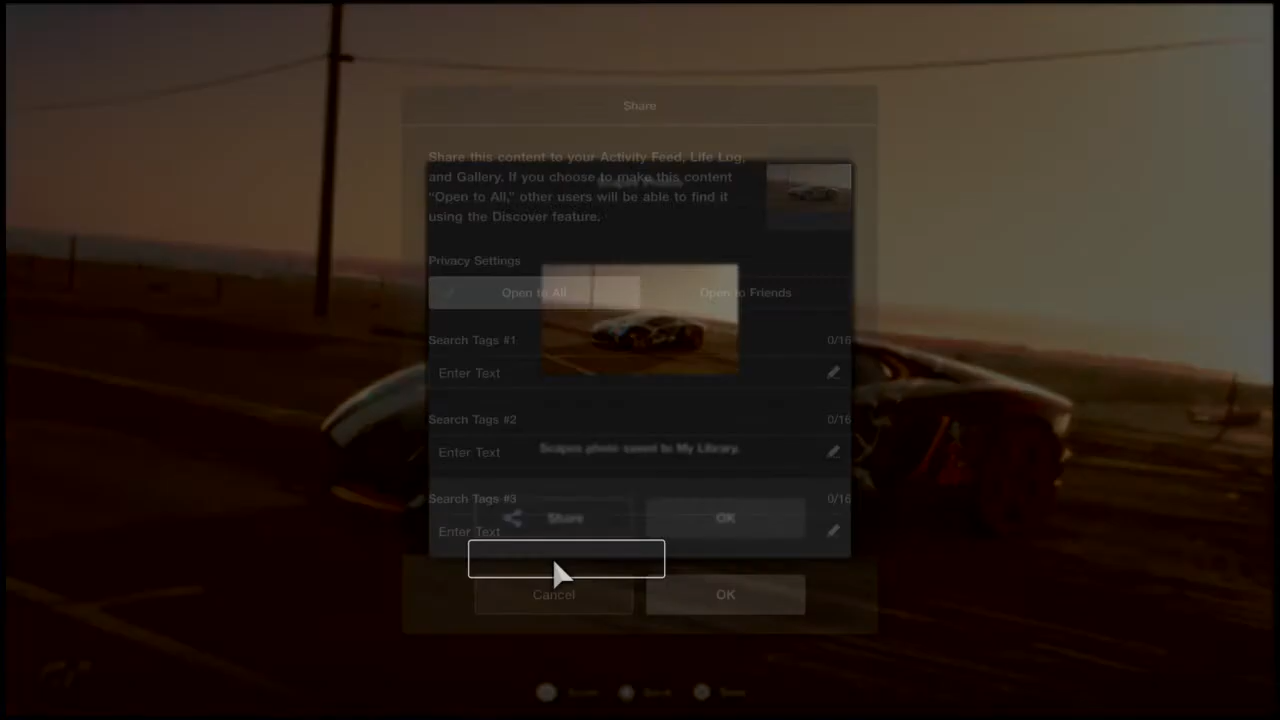 Share
Share this content to your Activity Feed, Life Log,
and Gallery. If you choose to make this content
“Open to All,” other users will be able to find it
using the Discover feature.
Privacy Settings
Open to All
Open to Friends
Search Tags #1
0/16
Enter Text
Search Tags #2
0/16
Enter Text
Scapes photo saved to My Library.
Search Tags #3
0/16
Share
OK
Enter Text
Cancel
OK